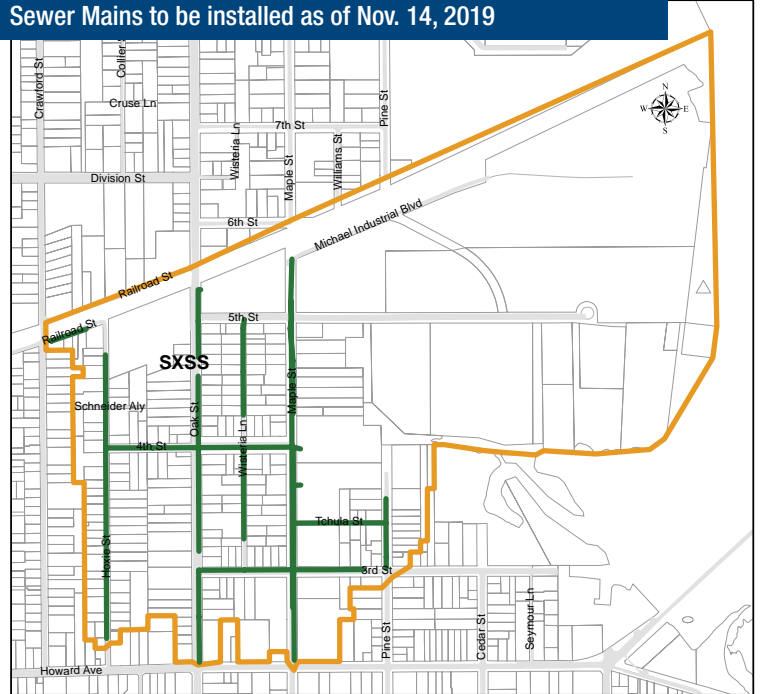 Sewer Mains to be installed as of Nov. 14, 2019
Crawford St
Collier S
Cruse Ln
Pine St
N
W E
S
7th St
Wisteria Ln
Maple St
Williams St
Division St
6th St
Michael Industrial Blvd
Railroad St
5th St
Railroad St
SXSS
Maple St
Schneider Aly
Oak St
4th St
Wisteria Ln
Tchula St
Hoxie St
3rd St
Pine St
Cedar St
Seymour Ln
Howard Ave